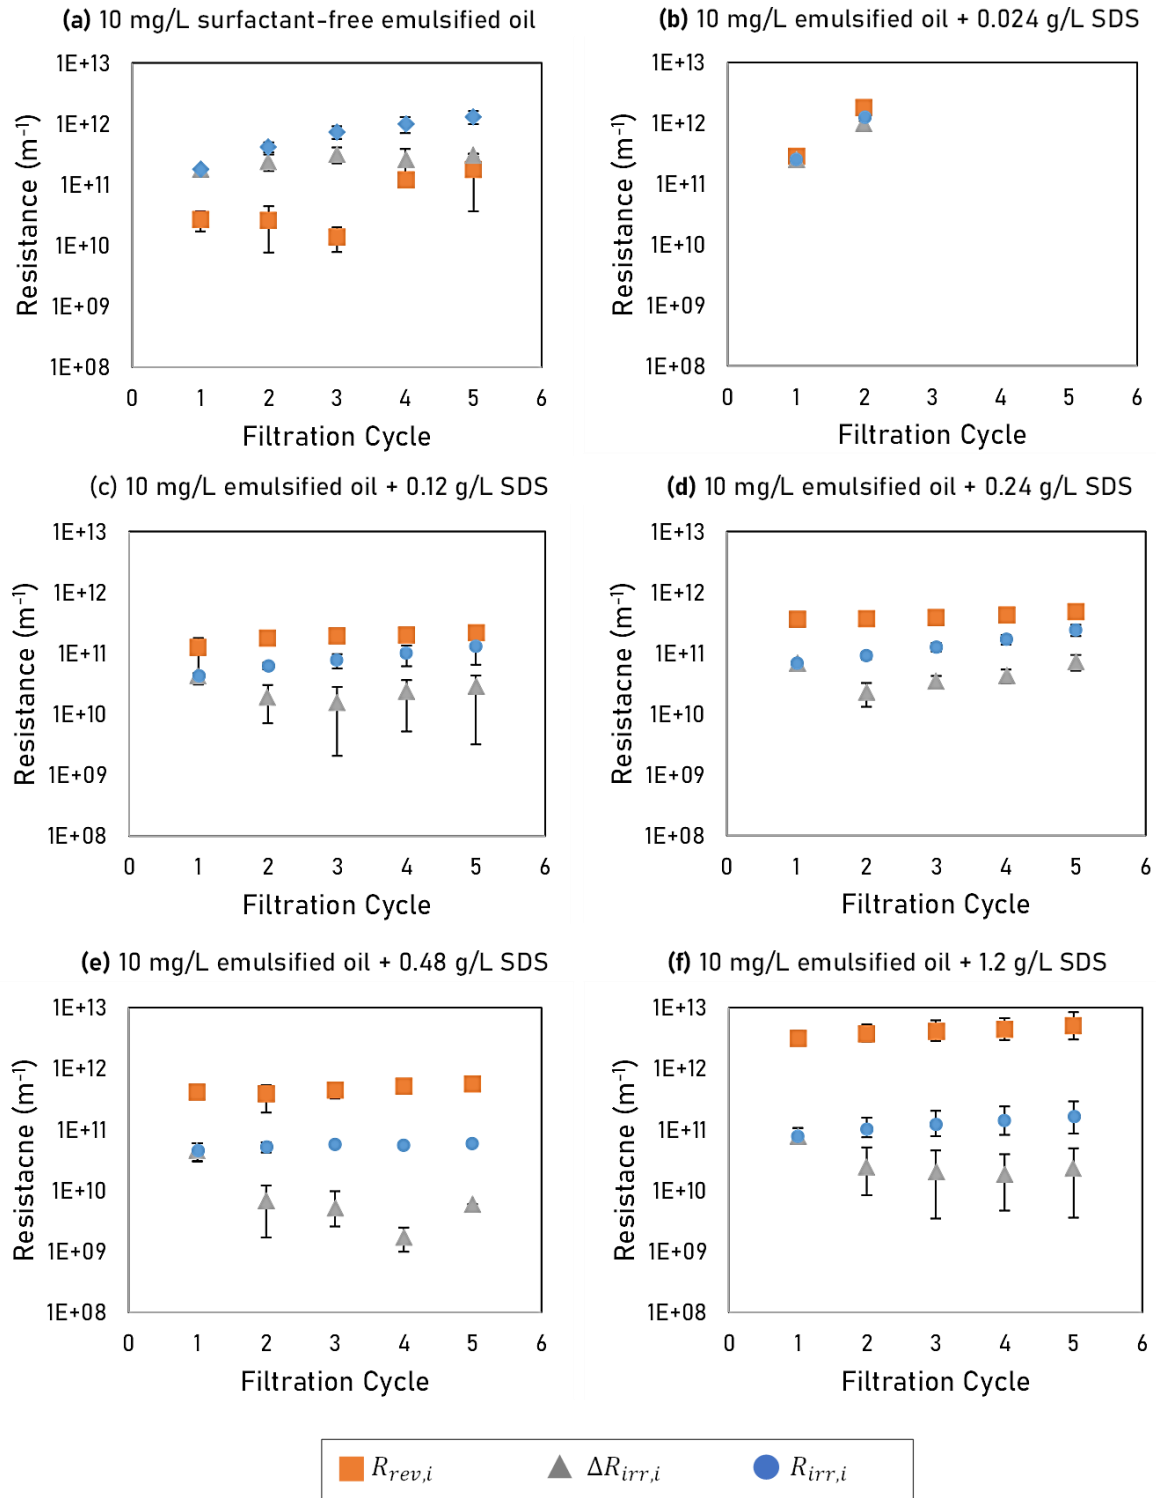 (a) 10 mg/L surfactant-free emulsified oil
Resistance (m⁻¹)
1E+13
1E+12
1E+11
1E+10
1E+09
1E+08
0 1 2 3 4 5 6
Filtration Cycle
(b) 10 mg/L emulsified oil + 0.024 g/L SDS
Resistance (m⁻¹)
1E+13
1E+12
1E+11
1E+10
1E+09
1E+08
0 1 2 3 4 5 6
Filtration Cycle
(c) 10 mg/L emulsified oil + 0.12 g/L SDS
Resistance (m⁻¹)
1E+13
1E+12
1E+11
1E+10
1E+09
1E+08
0 1 2 3 4 5 6
Filtration Cycle
(d) 10 mg/L emulsified oil + 0.24 g/L SDS
Resistacne (m⁻¹)
1E+13
1E+12
1E+11
1E+10
1E+09
1E+08
0 1 2 3 4 5 6
Filtration Cycle
(e) 10 mg/L emulsified oil + 0.48 g/L SDS
Resistacne (m⁻¹)
1E+13
1E+12
1E+11
1E+10
1E+09
1E+08
0 1 2 3 4 5 6
Filtration Cycle
(f) 10 mg/L emulsified oil + 1.2 g/L SDS
Resistacne (m⁻¹)
1E+13
1E+12
1E+11
1E+10
1E+09
1E+08
0 1 2 3 4 5 6
Filtration Cycle
R_rev,i ΔR_irr,i R_irr,i